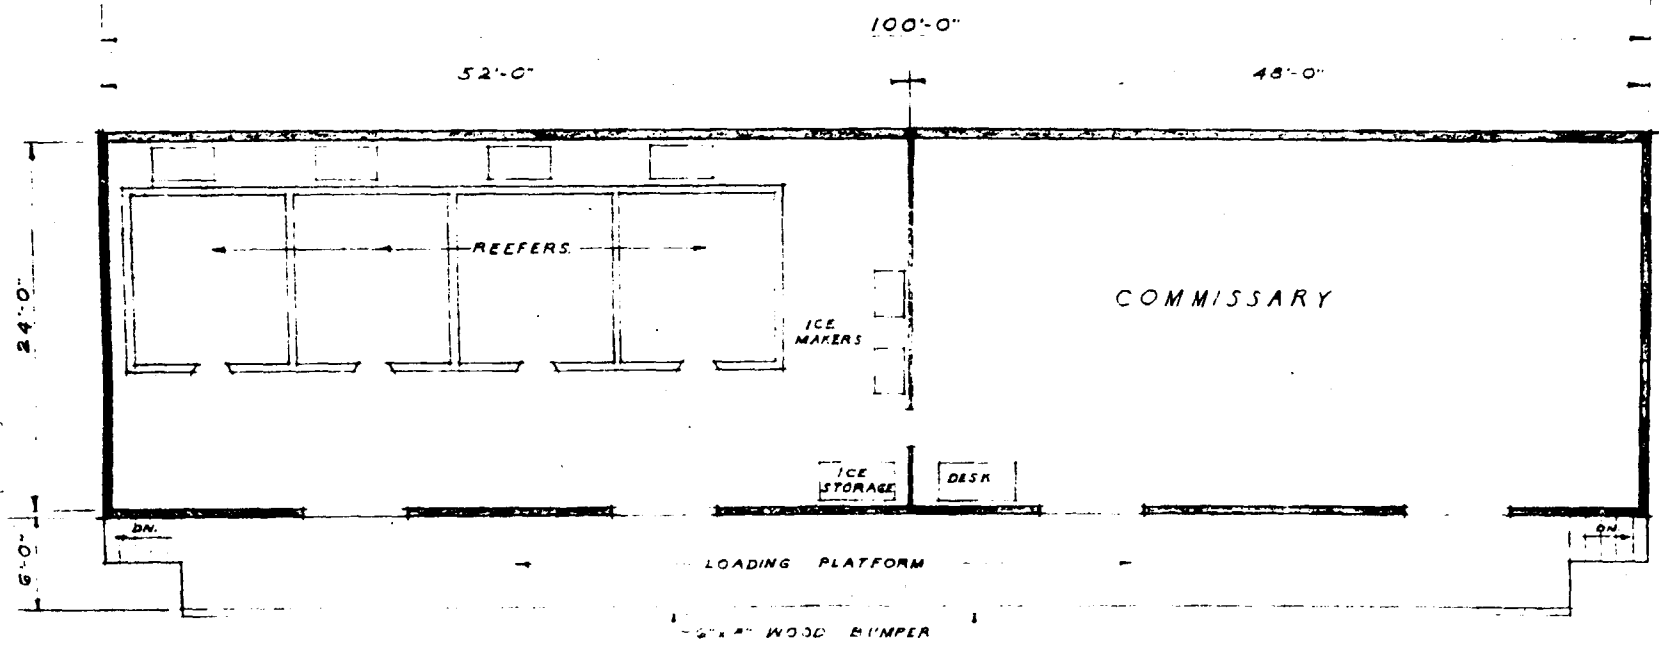 100'-0"
52'-0"
48'-0"
24'-0"
REEFERS.
COMMISSARY
ICE
MAKERS
ICE
STORAGE
DESK
DN.
DN.
6'-0"
LOADING PLATFORM
WOOD BUMPER